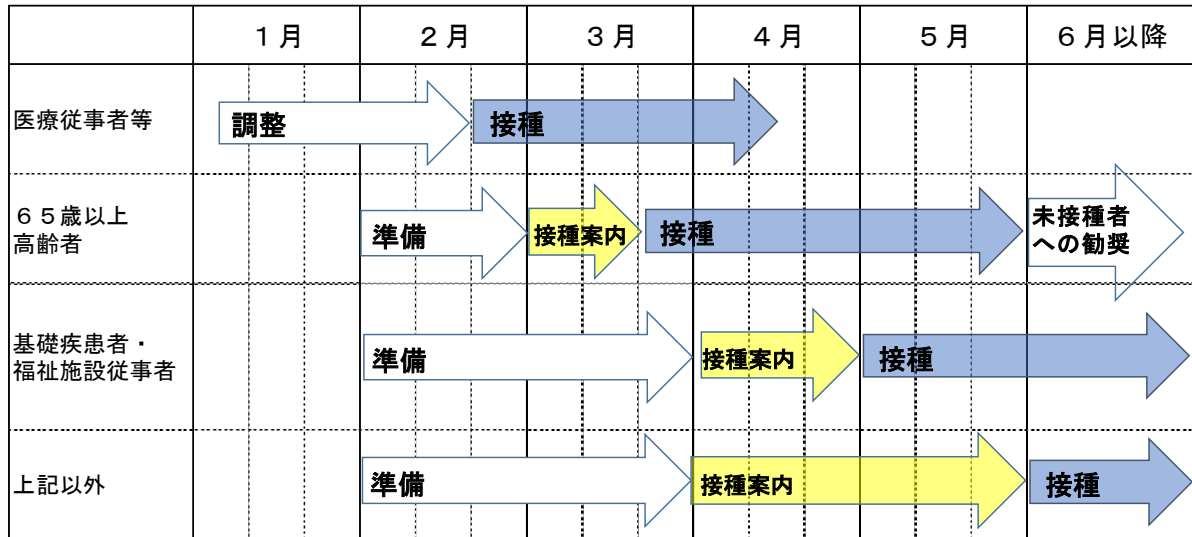 １月
２月
３月
４月
５月
６月以降
医療従事者等
調整
接種
６５歳以上
高齢者
準備
接種案内
接種
未接種者
への勧奨
基礎疾患者・
福祉施設従事者
準備
接種案内
接種
上記以外
準備
接種案内
接種